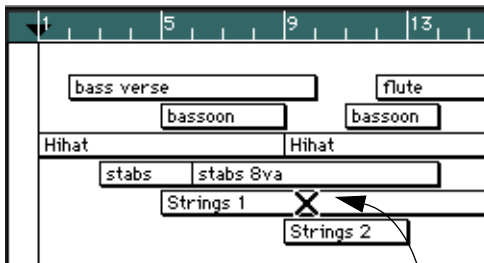 1 5 9 13
bass verse flute
bassoon bassoon
Hihat Hihat
stabs stabs 8va
Strings 1
Strings 2